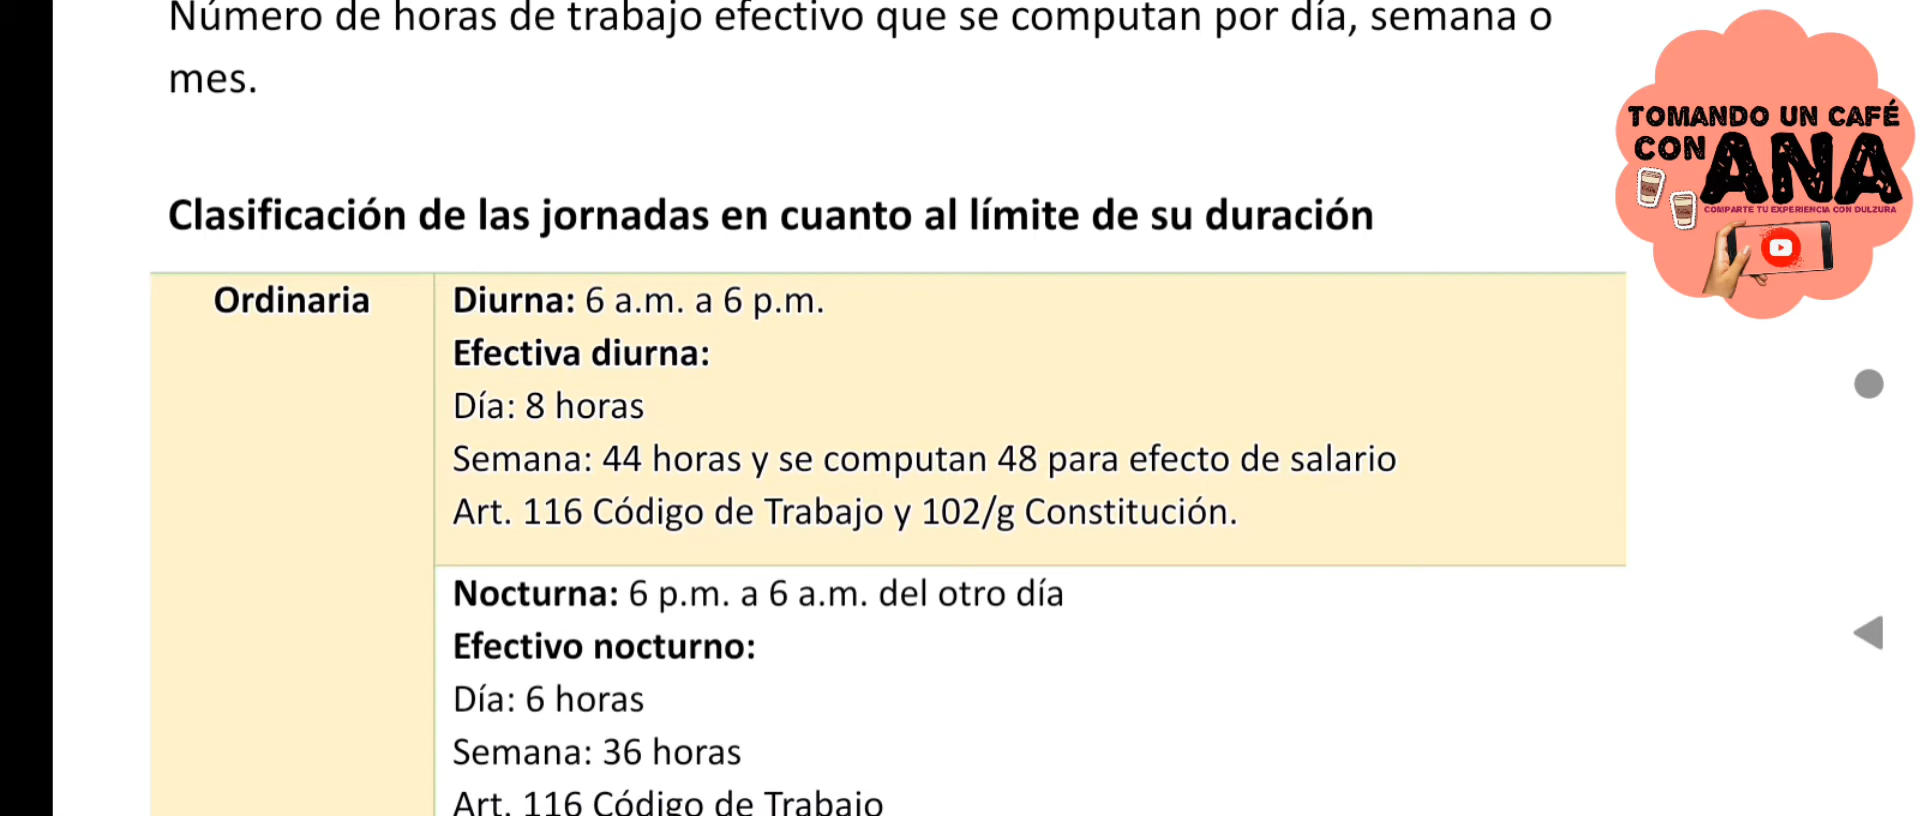 Número de horas de trabajo efectivo que se computan por día, semana o
mes.
TOMANDO UN CAFÉ
CON ANA
COMPARTE TU EXPERIENCIA CON DULZURA
Clasificación de las jornadas en cuanto al límite de su duración
Ordinaria
Diurna: 6 a.m. a 6 p.m.
Efectiva diurna:
Día: 8 horas
Semana: 44 horas y se computan 48 para efecto de salario
Art. 116 Código de Trabajo y 102/g Constitución.
Nocturna: 6 p.m. a 6 a.m. del otro día
Efectivo nocturno:
Día: 6 horas
Semana: 36 horas
Art. 116 Código de Trabajo